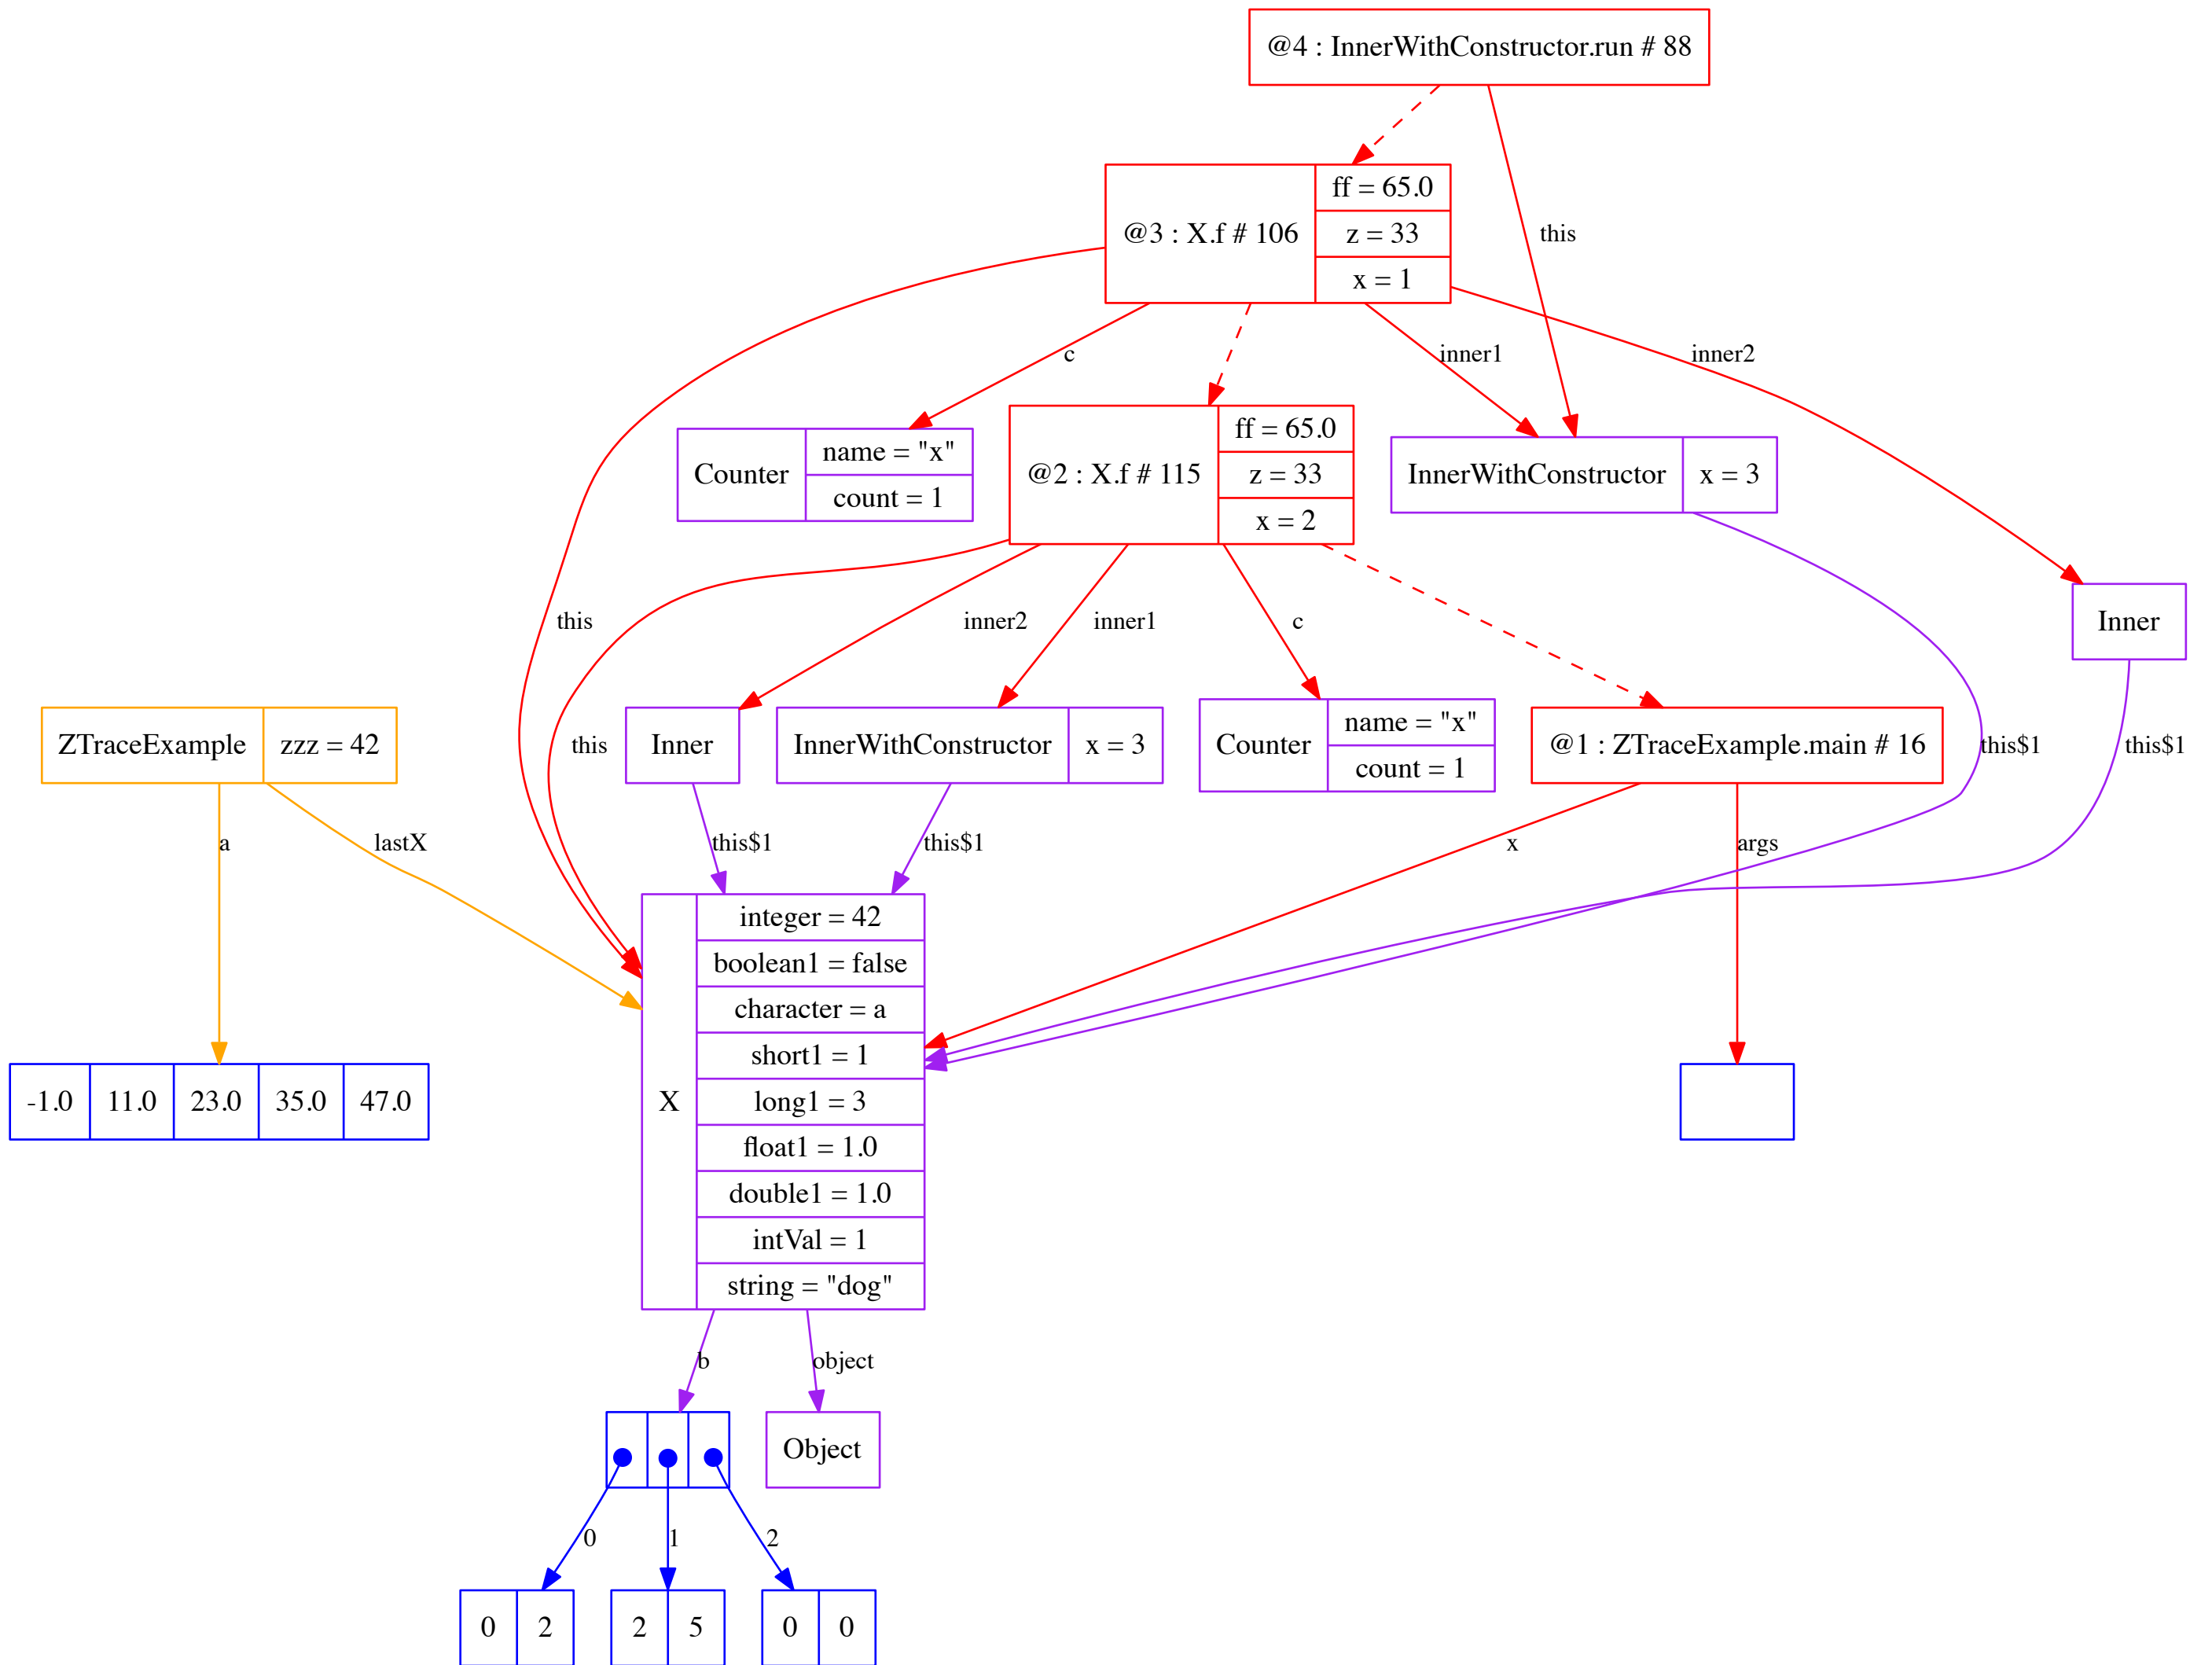 @4 : InnerWithConstructor.run # 88
@3 : X.f # 106
ff = 65.0
z = 33
x = 1
this
c
inner1
inner2
Counter
name = "x"
count = 1
@2 : X.f # 115
ff = 65.0
z = 33
x = 2
InnerWithConstructor
x = 3
this
this
inner2
inner1
c
Inner
ZTraceExample
zzz = 42
Inner
InnerWithConstructor
x = 3
Counter
name = "x"
count = 1
@1 : ZTraceExample.main # 16
this$1
this$1
a
lastX
this$1
this$1
x
args
-1.0
11.0
23.0
35.0
47.0
X
integer = 42
boolean1 = false
character = a
short1 = 1
long1 = 3
float1 = 1.0
double1 = 1.0
intVal = 1
string = "dog"
b
object
Object
0
1
2
0
2
2
5
0
0